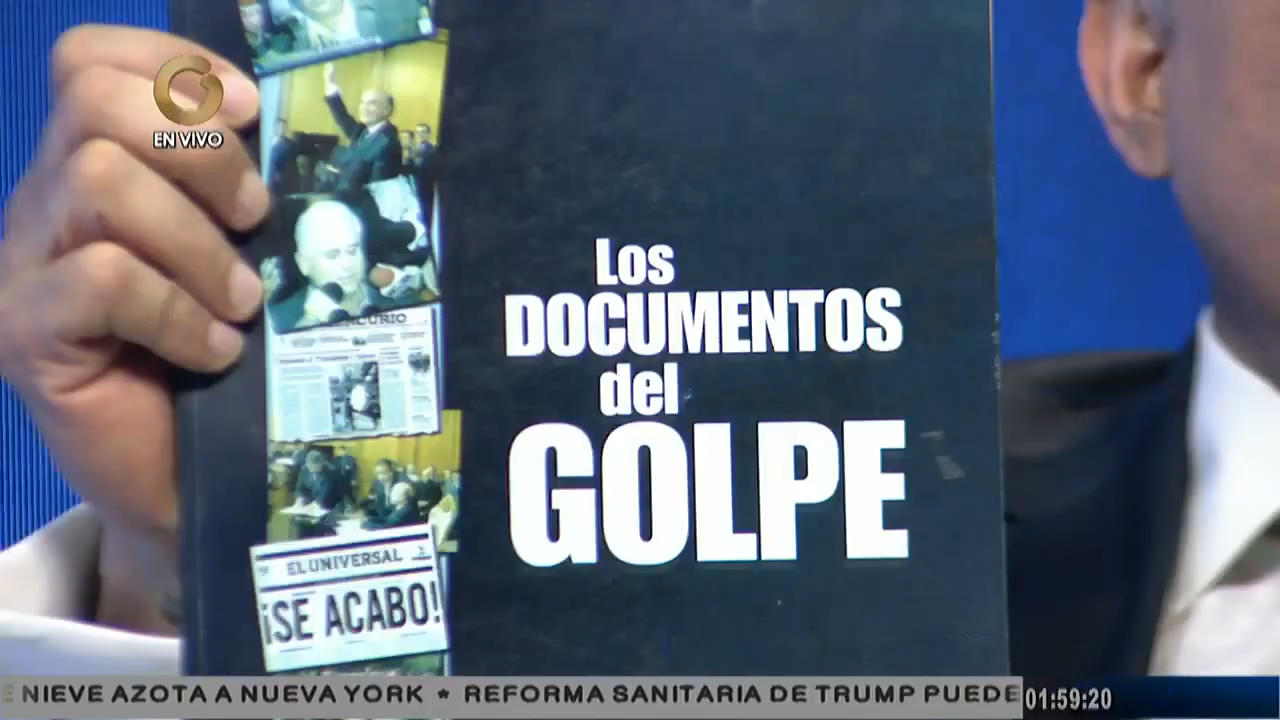 EN VIVO
Los
DOCUMENTOS
del
GOLPE
EL UNIVERSAL
¡SE ACABO!
NIEVE AZOTA A NUEVA YORK * REFORMA SANITARIA DE TRUMP PUEDE
01:59:20